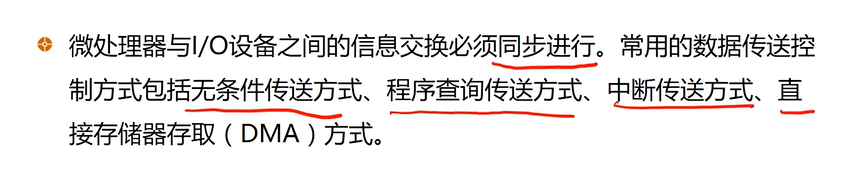 微处理器与I/O设备之间的信息交换必须同步进行。常用的数据传送控
制方式包括无条件传送方式、程序查询传送方式、中断传送方式、直
接存储器存取（DMA）方式。